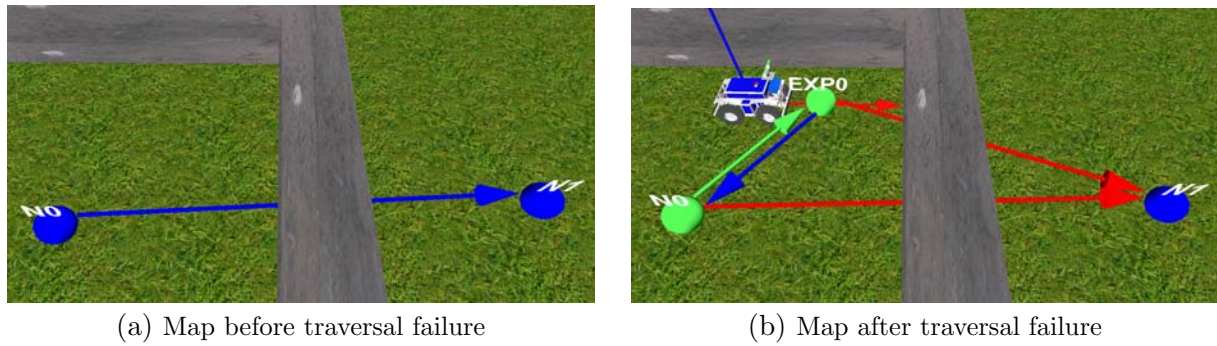 N0
N1
EXP0
N0
N1
(a) Map before traversal failure
(b) Map after traversal failure